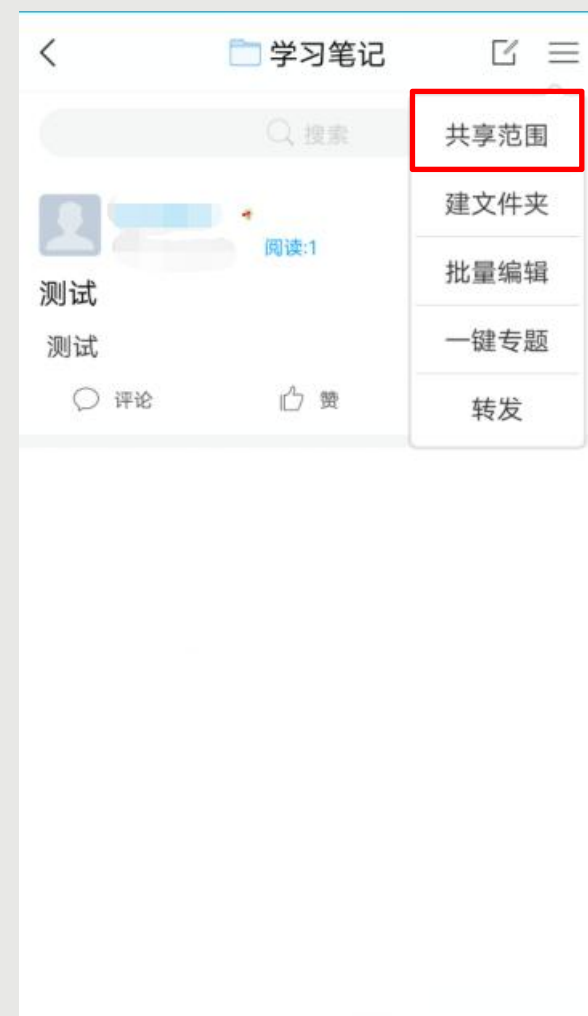 学习笔记
搜索
共享范围
建文件夹
批量编辑
一键专题
转发
阅读:1
测试
测试
评论
赞